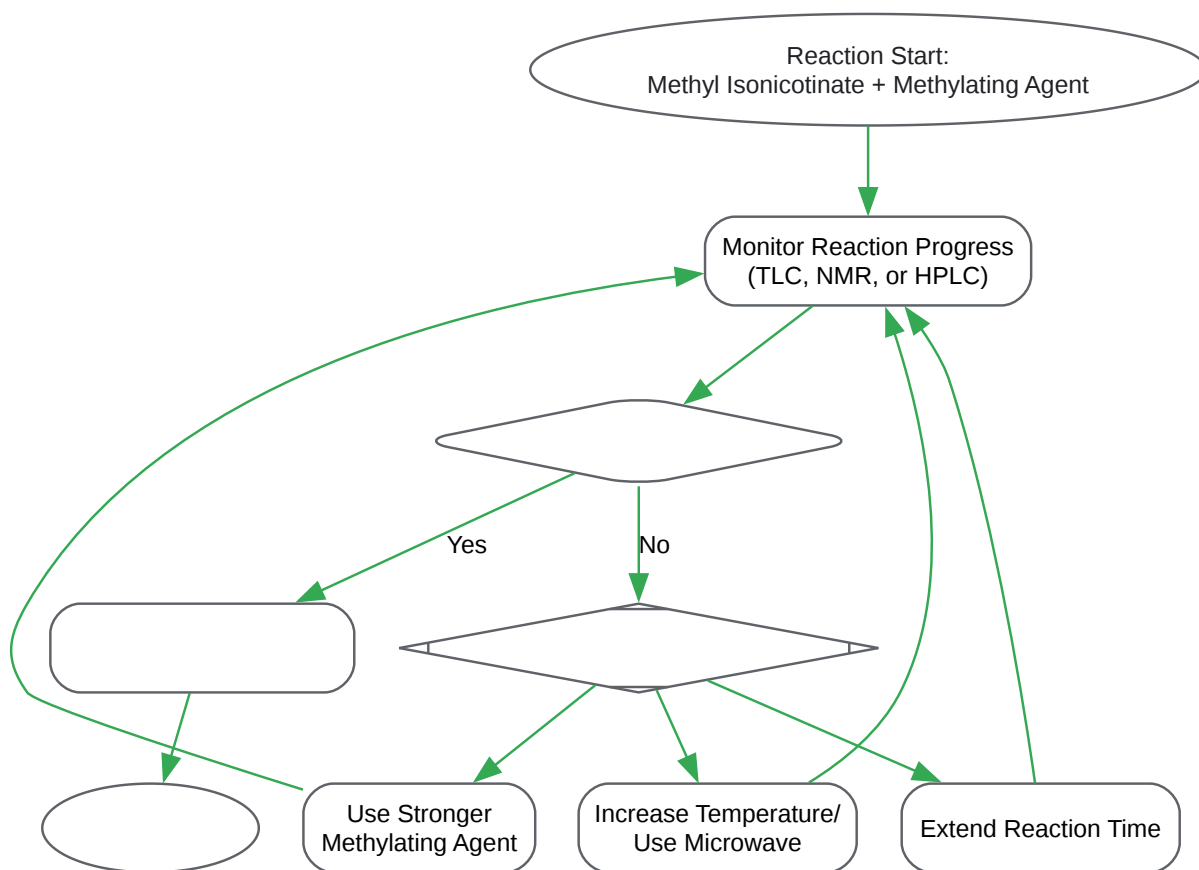 Reaction Start:
Methyl Isonicotinate + Methylating Agent
Monitor Reaction Progress
(TLC, NMR, or HPLC)
Yes
No
Use Stronger
Methylating Agent
Increase Temperature/
Use Microwave
Extend Reaction Time